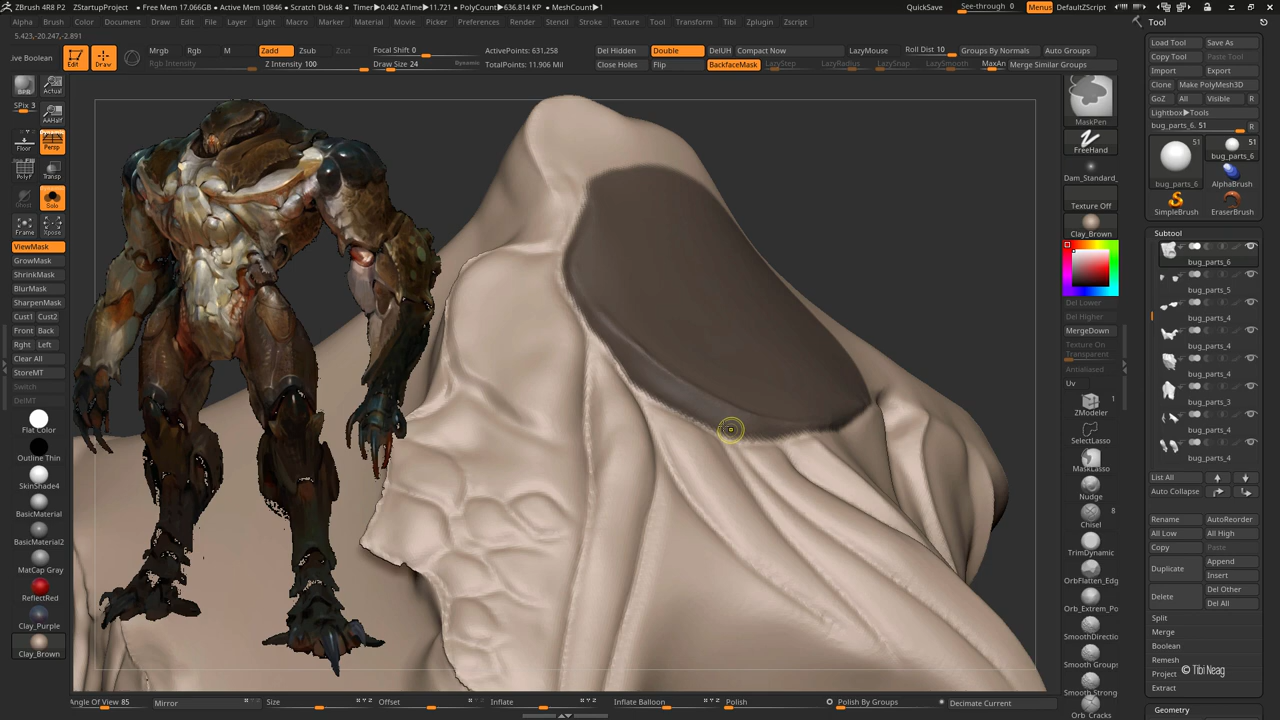 ZBrush 4R8 P2 ZStartupProject • Free Mem 17.066GB • Active Mem 10846 • Scratch Disk 48 • Timer▶0.402 ATime▶11.721 • PolyCount▶636.814 KP • MeshCount▶1
QuickSave See-through 0 Menus DefaultZScript
Alpha Brush Color Document Draw Edit File Layer Light Macro Marker Material Movie Picker Preferences Render Stencil Stroke Texture Tool Transform Tibi Zplugin Zscript
5.423,-20.247,-2.891
ive Boolean Edit Draw
Mrgb Rgb M Zadd Zsub Zcut Focal Shift 0 ActivePoints: 631,258
Rgb Intensity Z Intensity 100 Draw Size 24 Dynamic TotalPoints: 11.906 Mil
Del Hidden Double DelUH Compact Now LazyMouse Roll Dist 10 Groups By Normals Auto Groups
Close Holes Flip BackfaceMask LazyStep LazyRadius LazySnap LazySmooth MaxAn Merge Similar Groups
BPR Actual
SPix 3 AAHalf
Floor Persp
PolyF Transp
Ghost Solo
Frame Xpose
ViewMask
GrowMask
ShrinkMask
BlurMask
SharpenMask
Cust1 Cust2
Front Back
Rght Left
Clear All
StoreMT
Switch
DelMT
Flat Color
Outline Thin
SkinShade4
BasicMaterial
BasicMaterial2
MatCap Gray
ReflectRed
Clay_Purple
Clay_Brown
MaskPen
FreeHand
Dam_Standard_
Texture Off
Clay_Brown
Del Lower
Del Higher
MergeDown
Texture On
Transparent
Antialiased
Uv
1
ZModeler
SelectLasso
MaskLasso
Nudge
8
Chisel
TrimDynamic
OrbFlatten_Edg
Orb_Extrem_Po
SmoothDirectio
Smooth Groups
Smooth Strong
Orb_Cracks
Tool
Load Tool Save As
Copy Tool Paste Tool
Import Export
Clone Make PolyMesh3D
GoZ All Visible R
Lightbox▶Tools
bug_parts_6. 51 R
51 51
bug_parts_6 bug_parts_6
AlphaBrush
SimpleBrush EraserBrush
Subtool
bug_parts_6
bug_parts_5
bug_parts_4
bug_parts_4
bug_parts_4
bug_parts_3
bug_parts_4
bug_parts_4
List All
Auto Collapse
Rename AutoReorder
All Low All High
Copy Paste
Duplicate Append
Insert
Delete Del Other
Del All
Split
Merge
Boolean
Remesh
Project
© Tibi Neag
Extract
Geometry
Angle Of View 85 Mirror Size Offset Inflate Inflate Balloon Polish Polish By Groups Decimate Current